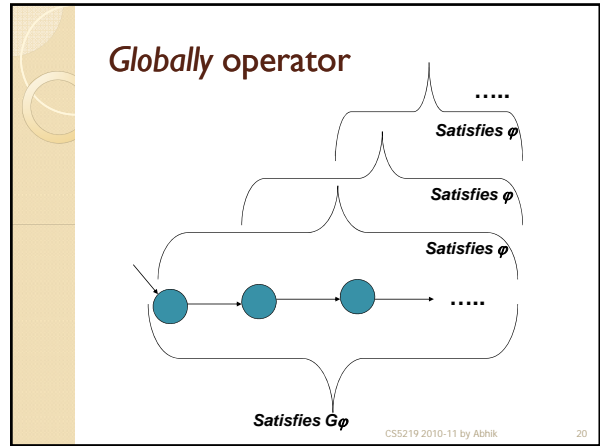 Globally operator
.....
Satisfies φ
Satisfies φ
Satisfies φ
.....
Satisfies Gφ
CS5219 2010-11 by Abhik
20